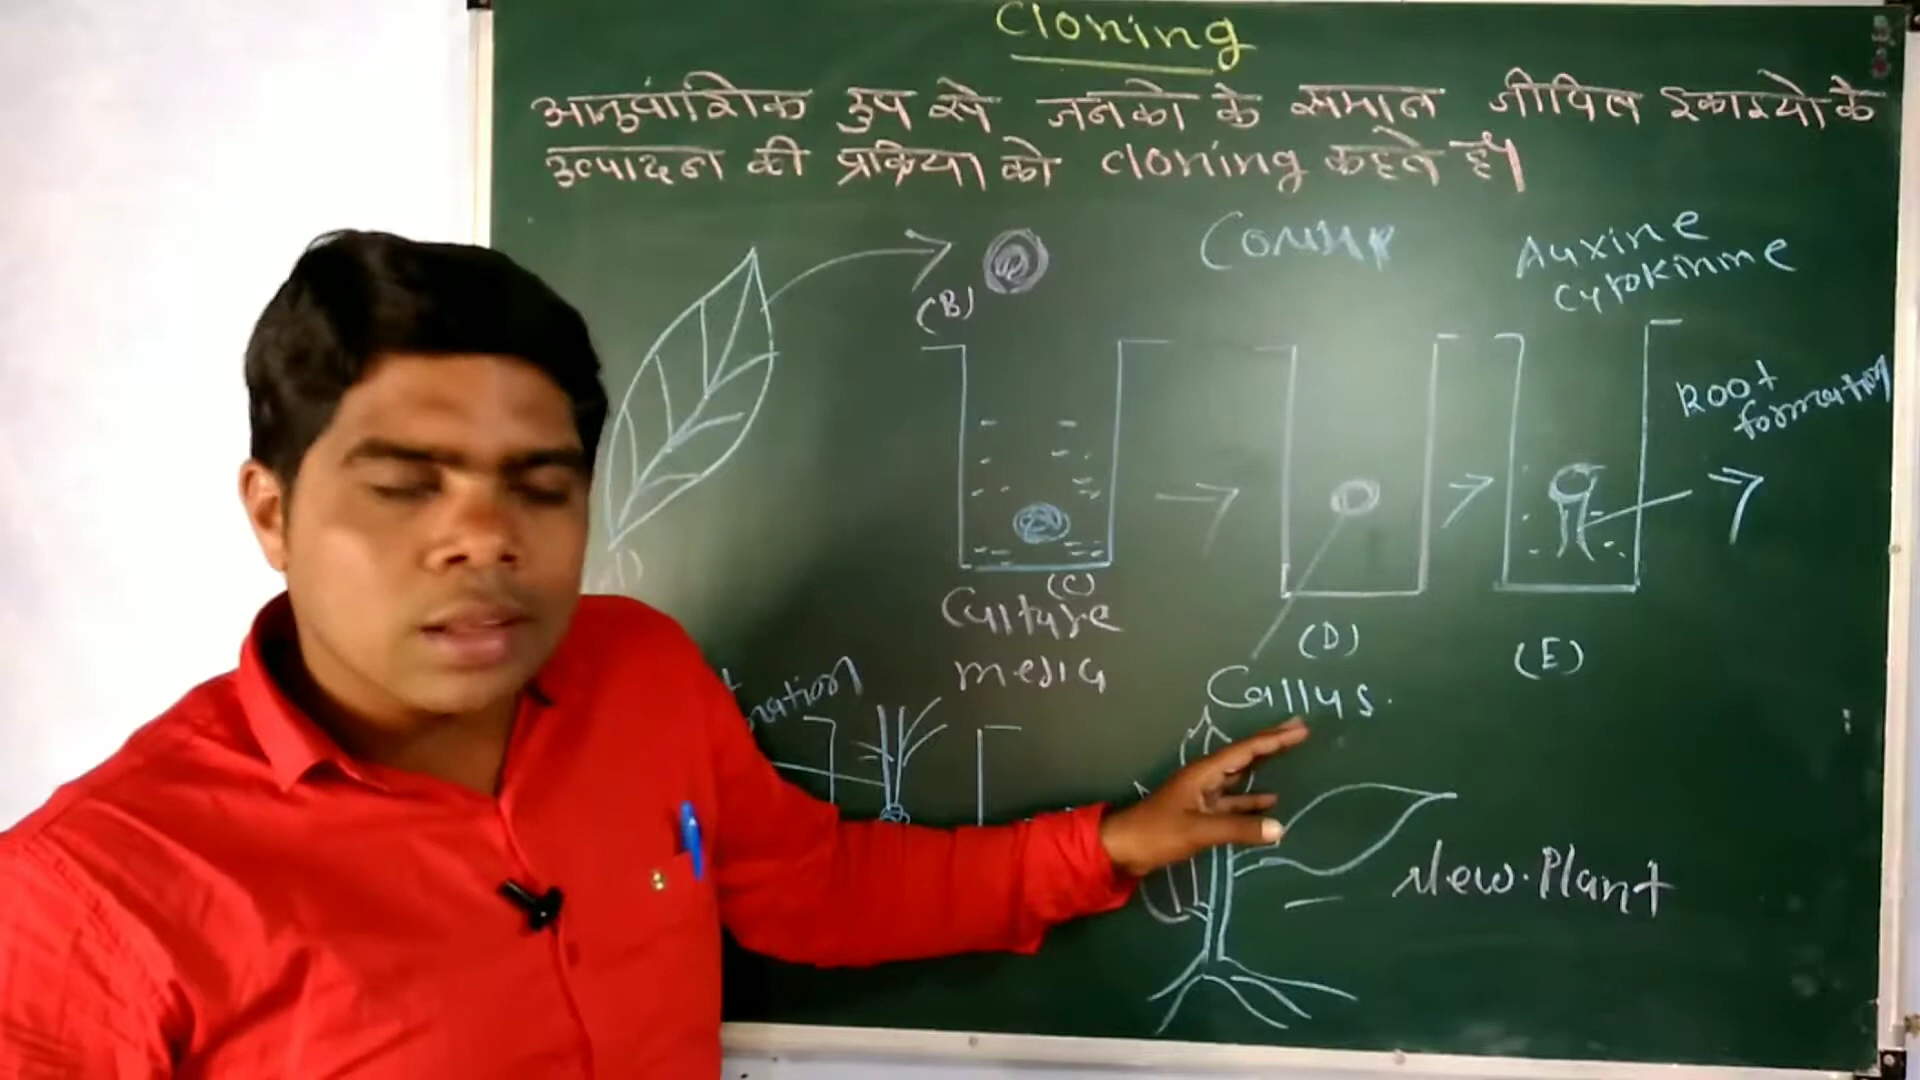 Cloning
आनुवांशिक रुप से जनको के समान जीवित इकाइयो के
उत्पादन की प्रक्रिया को cloning कहते है।
(B)
Auxine
Cytokinine
Root
formation
(C)
Culture
media
(D)
(E)
Callus.
mation
New Plant